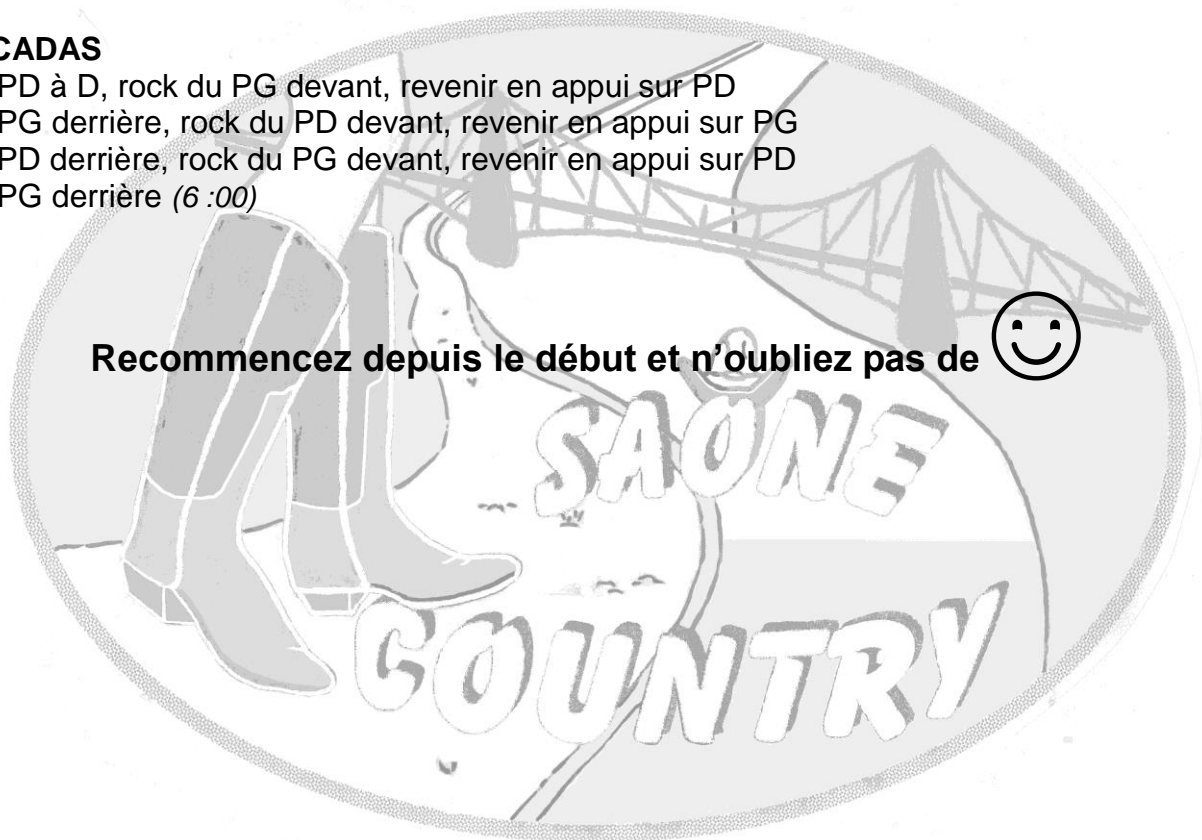 CADAS
PD à D, rock du PG devant, revenir en appui sur PD
PG derrière, rock du PD devant, revenir en appui sur PG
PD derrière, rock du PG devant, revenir en appui sur PD
PG derrière (6 :00)
Recommencez depuis le début et n’oubliez pas de
SAONE
COUNTRY